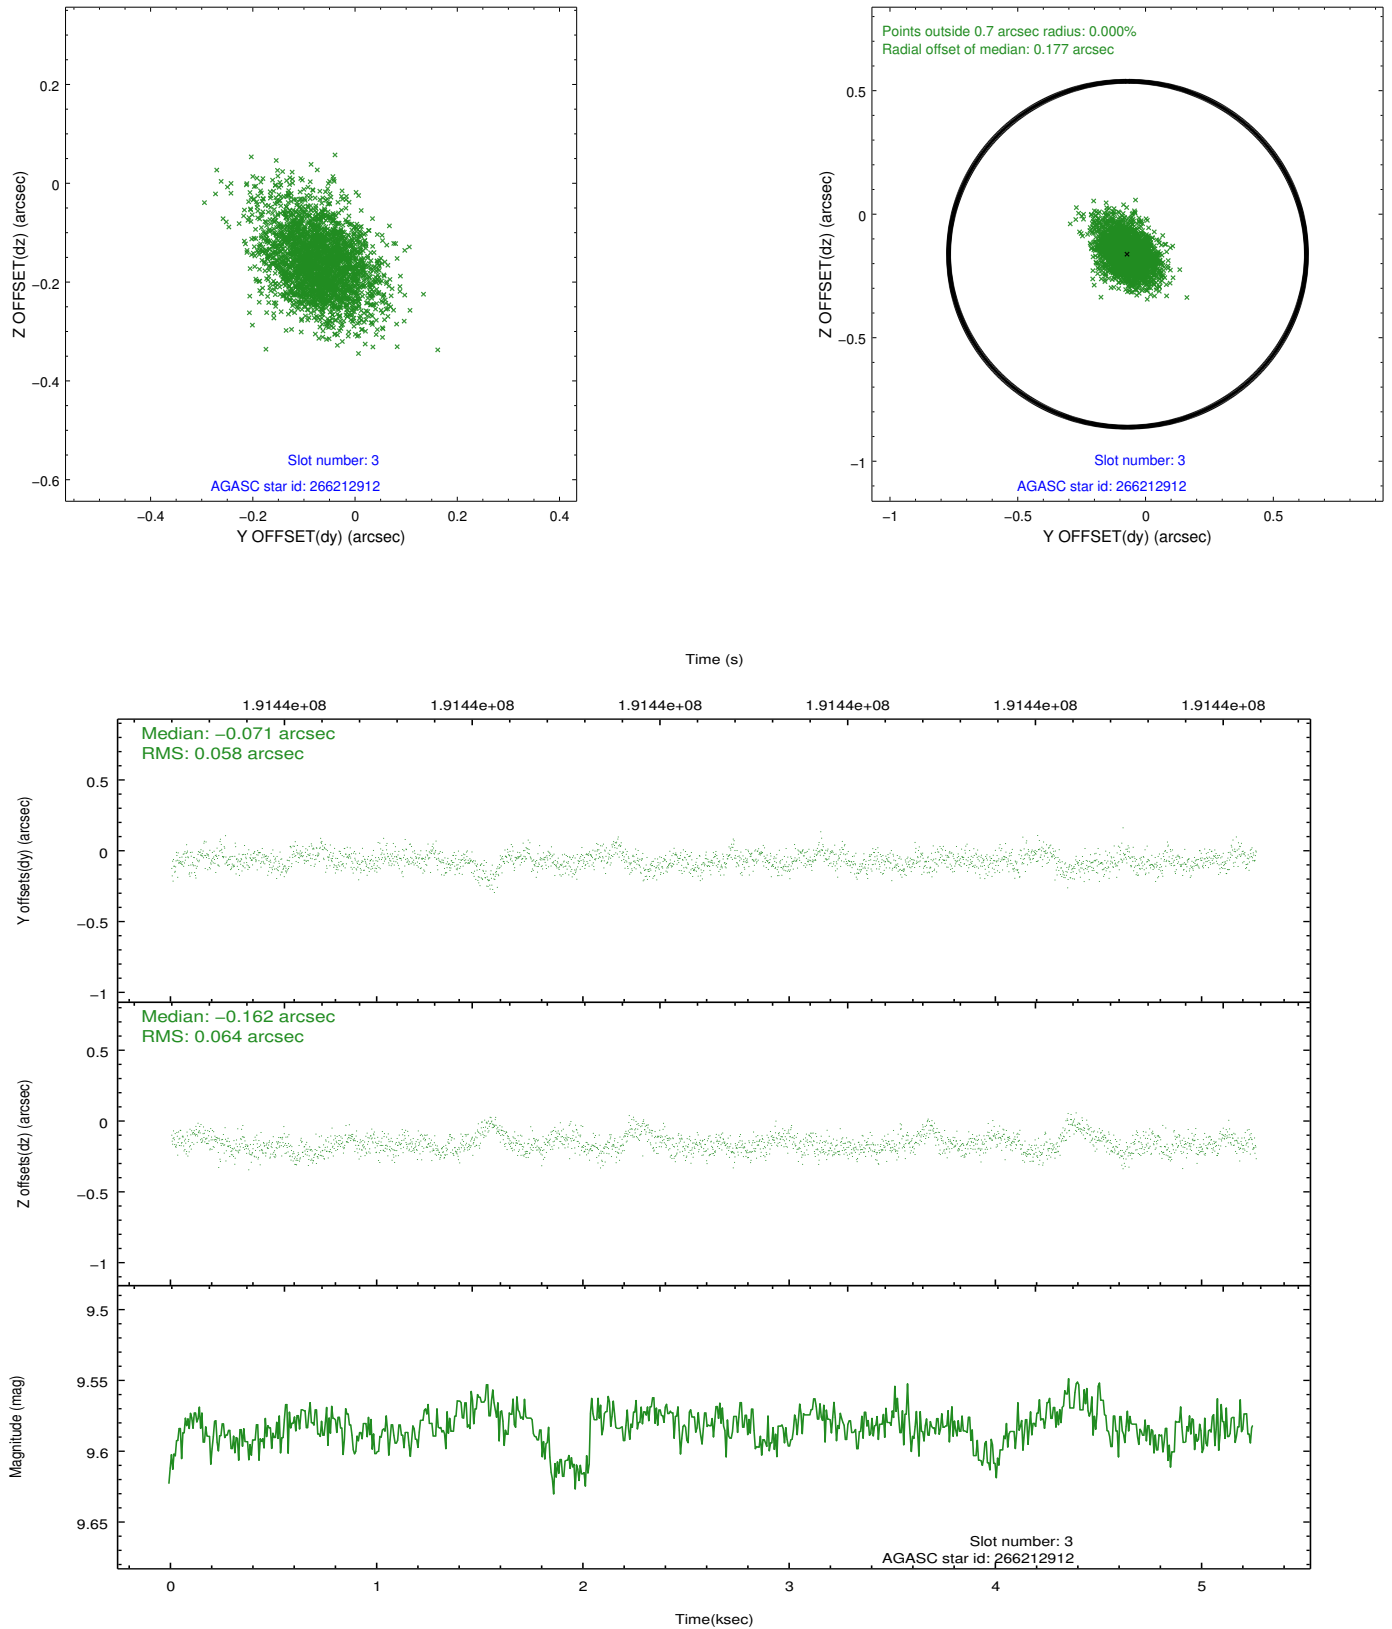 0.2
0
−0.2
−0.4
−0.6
−0.4
−0.2
0
0.2
0.4
Z OFFSET(dz) (arcsec)
Y OFFSET(dy) (arcsec)
Slot number: 3
AGASC star id: 266212912
Points outside 0.7 arcsec radius: 0.000%
Radial offset of median: 0.177 arcsec
0.5
0
−0.5
−1
−1
−0.5
0
0.5
Z OFFSET(dz) (arcsec)
Y OFFSET(dy) (arcsec)
Slot number: 3
AGASC star id: 266212912
Time (s)
1.9144e+08
1.9144e+08
1.9144e+08
1.9144e+08
1.9144e+08
1.9144e+08
Median: −0.071 arcsec
RMS: 0.058 arcsec
0.5
0
−0.5
−1
Y offsets(dy) (arcsec)
Median: −0.162 arcsec
RMS: 0.064 arcsec
0.5
0
−0.5
−1
Z offsets(dz) (arcsec)
9.5
9.55
9.6
9.65
Magnitude (mag)
Slot number: 3
AGASC star id: 266212912
0
1
2
3
4
5
Time(ksec)